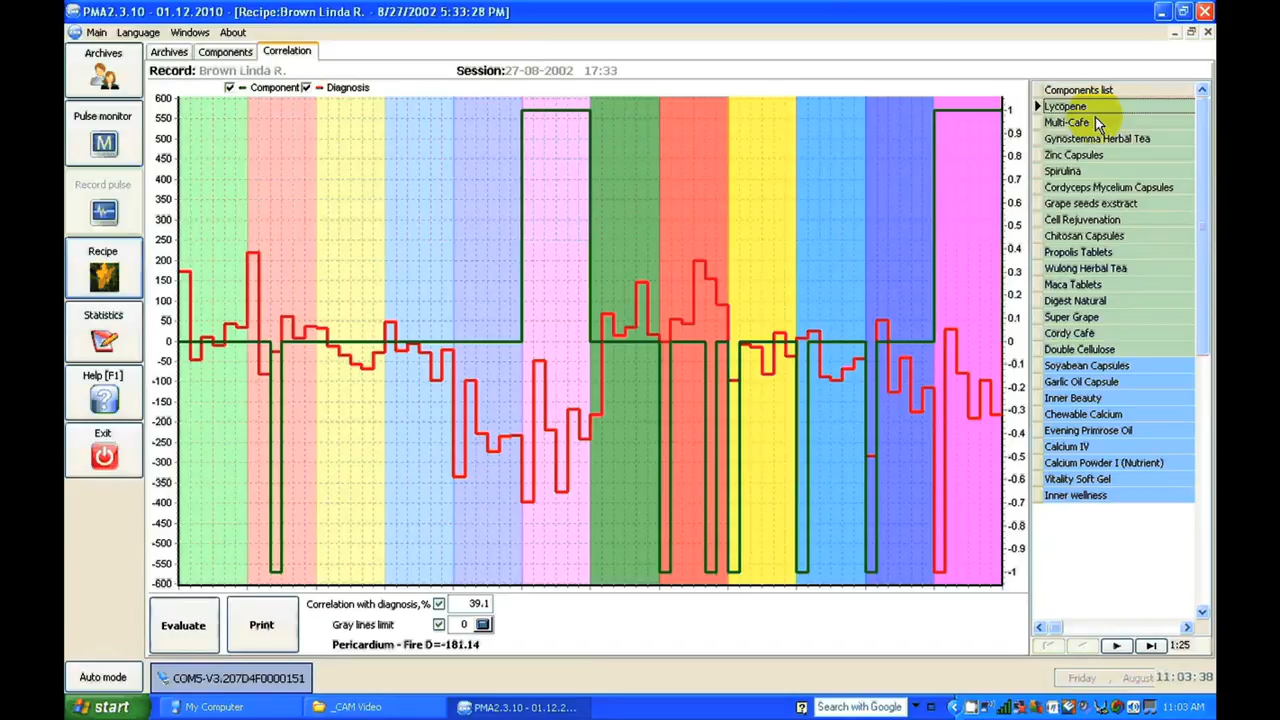 PMA2.3.10 - 01.12.2010 - [Recipe:Brown Linda R. - 8/27/2002 5:33:28 PM]
Main Language Windows About
Archives
Pulse monitor
M
Record pulse
Recipe
Statistics
Help [F1]
?
Exit
Auto mode
Archives Components Correlation
Record: Brown Linda R. Session:27-08-2002 17:33
Component Diagnosis
600
550
500
450
400
350
300
250
200
150
100
50
0
-50
-100
-150
-200
-250
-300
-350
-400
-450
-500
-550
-600
1
0.9
0.8
0.7
0.6
0.5
0.4
0.3
0.2
0.1
0
-0.1
-0.2
-0.3
-0.4
-0.5
-0.6
-0.7
-0.8
-0.9
-1
Components list
Lycopene
Multi-Cafe
Gynostemma Herbal Tea
Zinc Capsules
Spirulina
Cordyceps Mycelium Capsules
Grape seeds exstract
Cell Rejuvenation
Chitosan Capsules
Propolis Tablets
Wulong Herbal Tea
Maca Tablets
Digest Natural
Super Grape
Cordy Cafe
Double Cellulose
Soyabean Capsules
Garlic Oil Capsule
Inner Beauty
Chewable Calcium
Evening Primrose Oil
Calcium IV
Calcium Powder I (Nutrient)
Vitality Soft Gel
Inner wellness
1:25
Evaluate
Print
Correlation with diagnosis,% 39.1
Gray lines limit 0
Pericardium - Fire D=-181.14
COM5-V3.207D4F0000151
Friday , August 11:03:38
start My Computer _CAM Video PMA2.3.10 - 01.12.2... Search with Google 11:03 AM